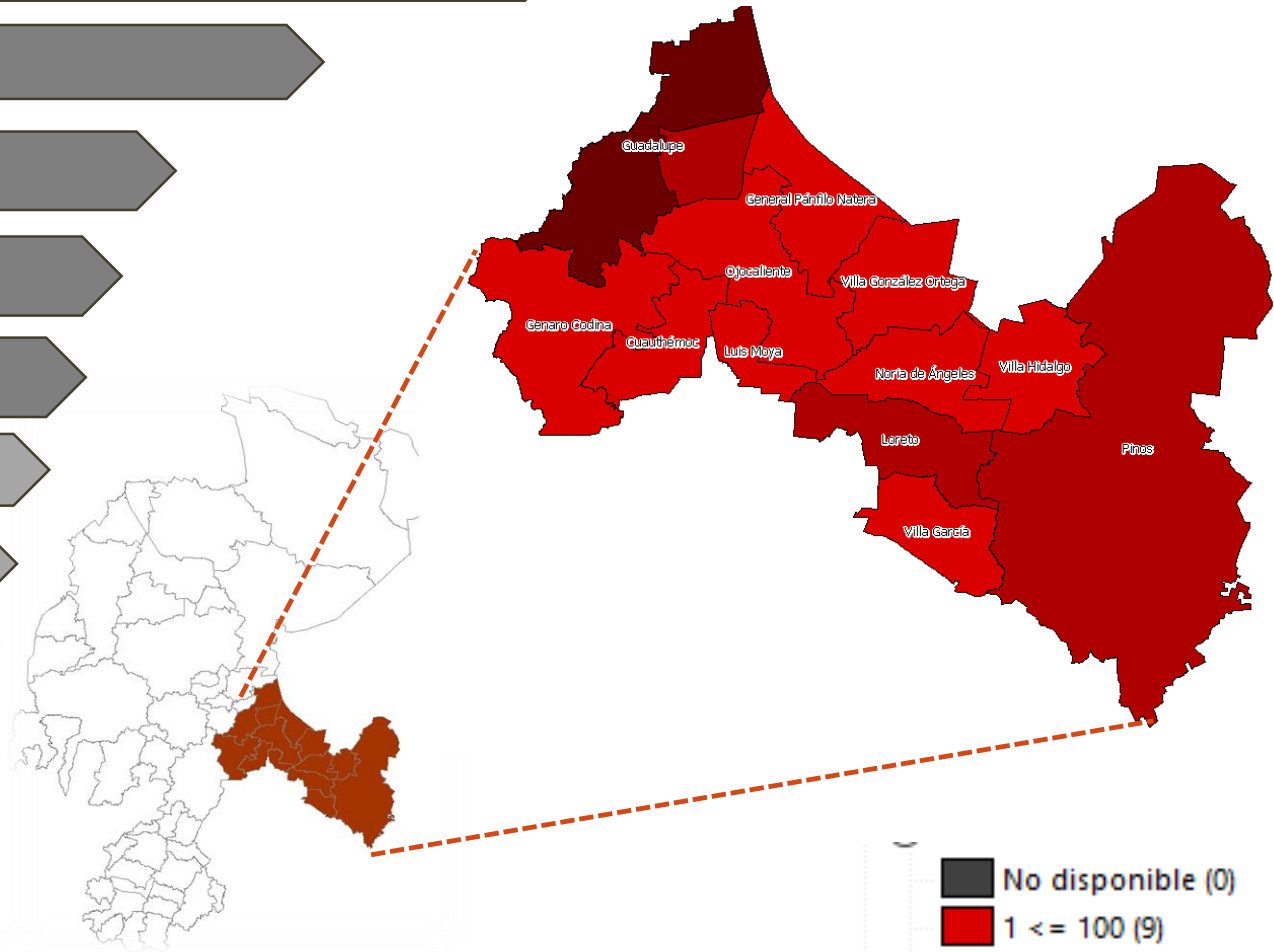 Guadalupe
General Pánfilo Natera
Ojocaliente
Villa González Ortega
Genaro Codina
Cuauthémoc
Luis Moya
Noria de Ángeles
Villa Hidalgo
Loreto
Pinos
Villa García
No disponible (0)
1 <= 100 (9)